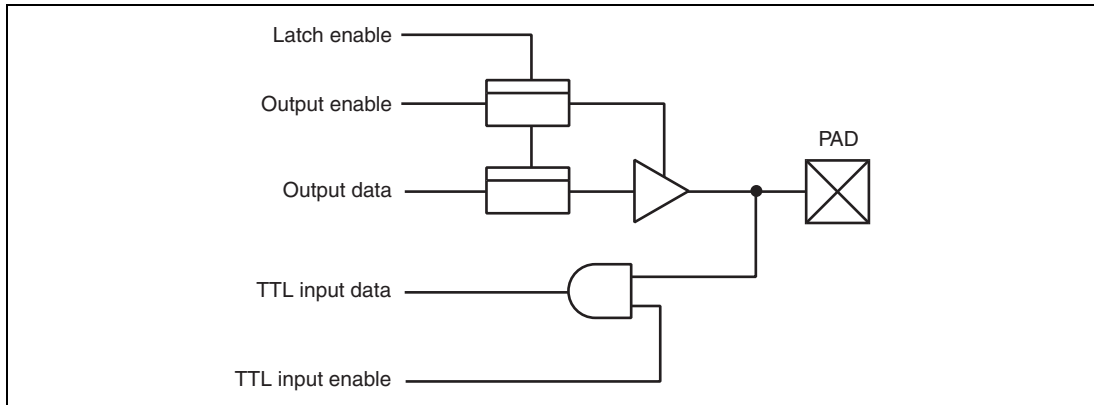 Latch enable
Output enable
PAD
Output data
TTL input data
TTL input enable